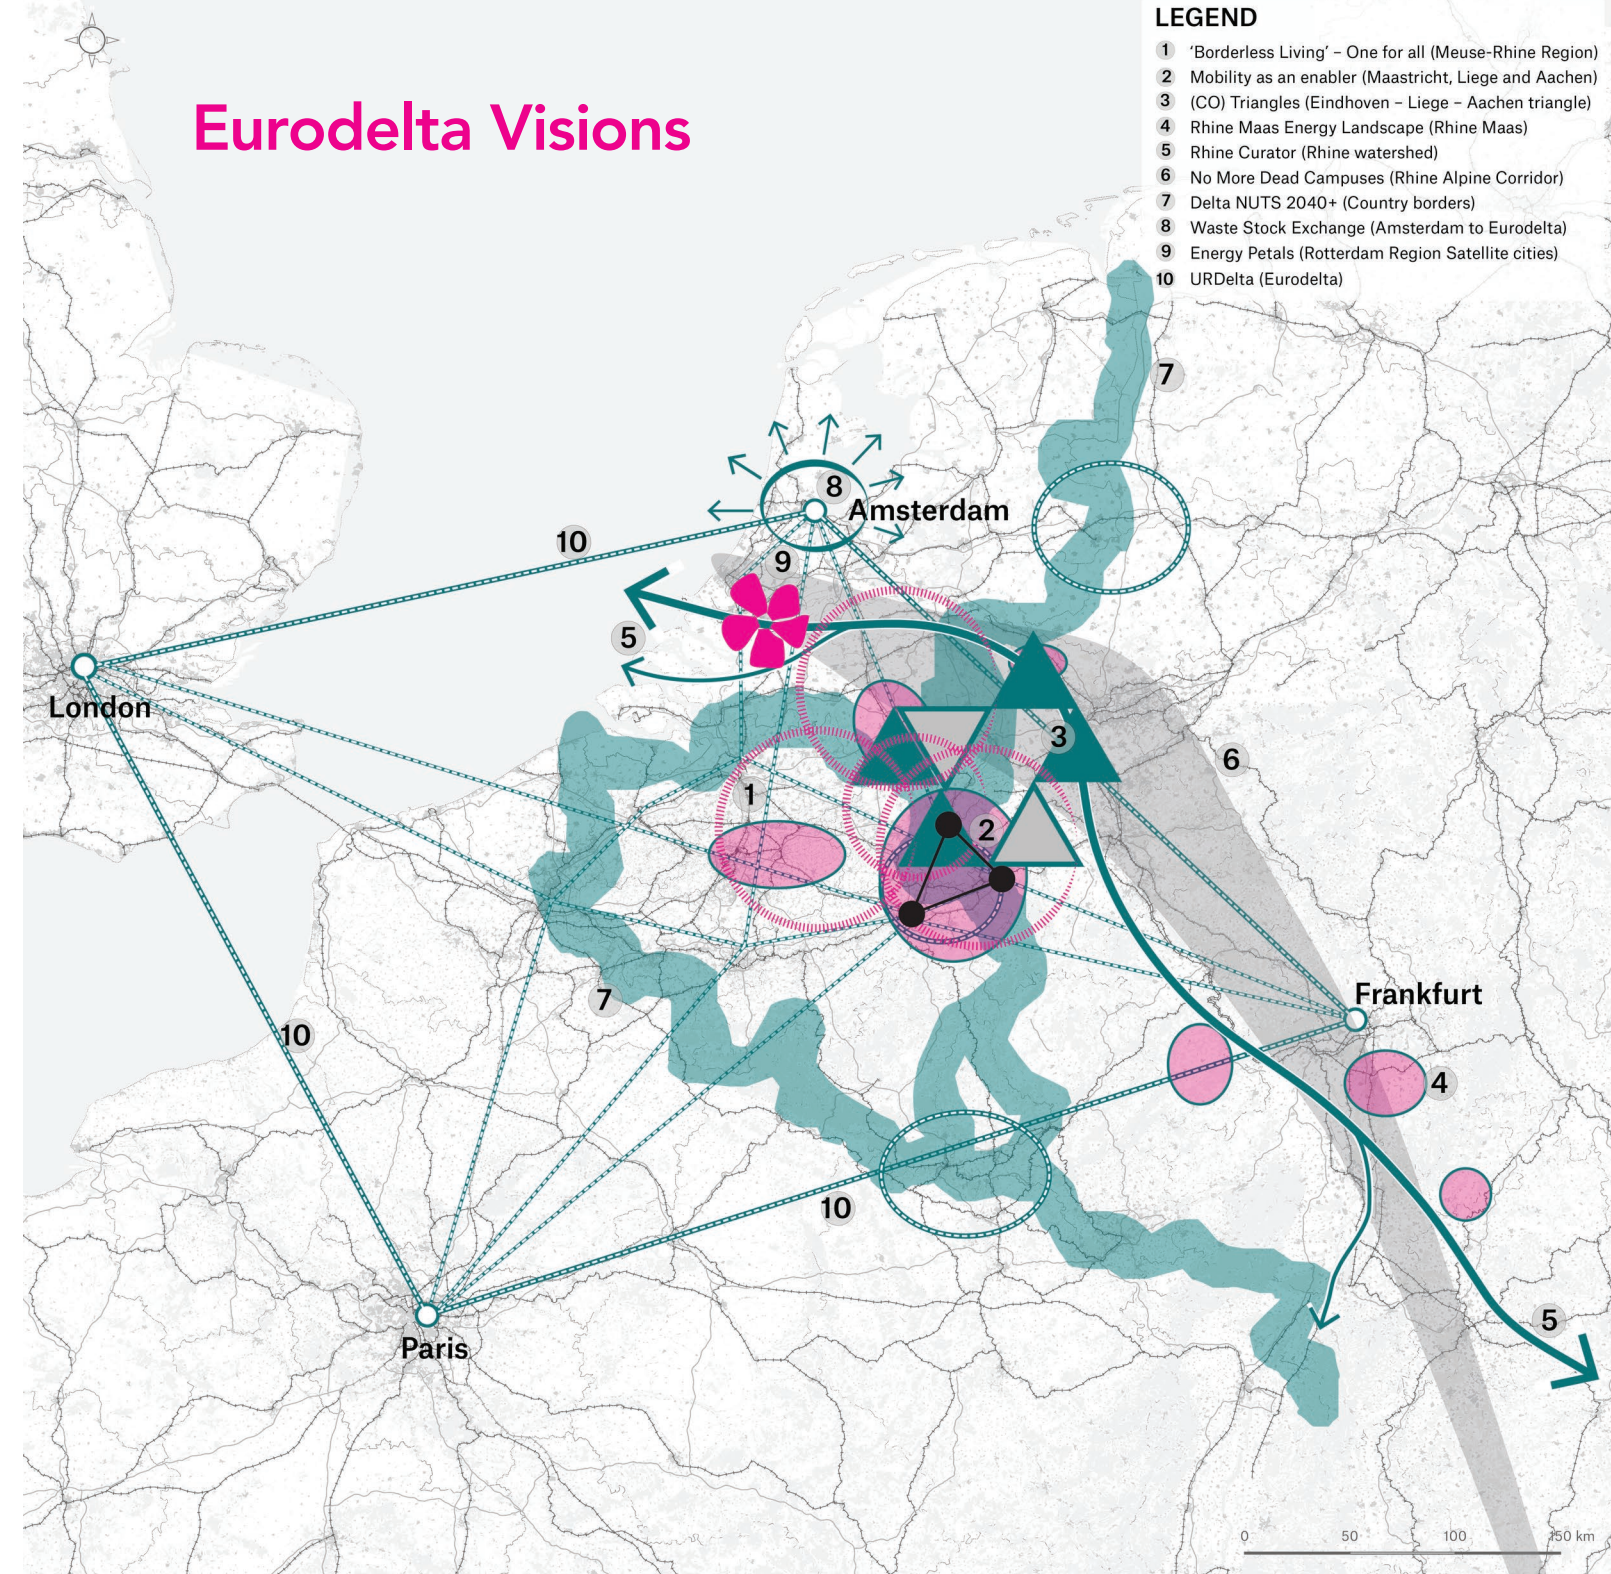 LEGEND
1 'Borderless Living' – One for all (Meuse-Rhine Region)
2 Mobility as an enabler (Maastricht, Liege and Aachen)
3 (CO) Triangles (Eindhoven – Liege – Aachen triangle)
4 Rhine Maas Energy Landscape (Rhine Maas)
5 Rhine Curator (Rhine watershed)
6 No More Dead Campuses (Rhine Alpine Corridor)
7 Delta NUTS 2040+ (Country borders)
8 Waste Stock Exchange (Amsterdam to Eurodelta)
9 Energy Petals (Rotterdam Region Satellite cities)
10 URDelta (Eurodelta)
Eurodelta Visions
7
8
Amsterdam
10
9
5
London
3
6
1
2
Frankfurt
7
10
4
10
5
Paris
0 50 100 150 km